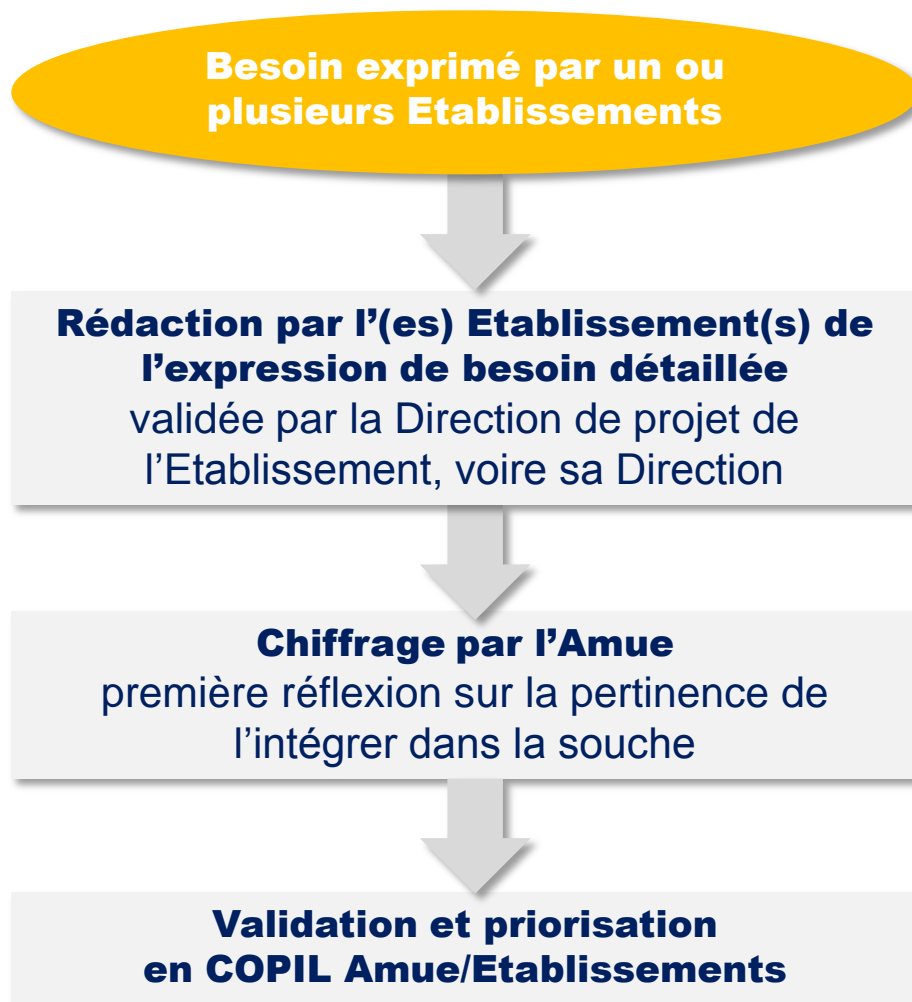 Besoin exprimé par un ou
plusieurs Etablissements
Rédaction par l’(es) Etablissement(s) de
l’expression de besoin détaillée
validée par la Direction de projet de
l’Etablissement, voire sa Direction
Chiffrage par l’Amue
première réflexion sur la pertinence de
l’intégrer dans la souche
Validation et priorisation
en COPIL Amue/Etablissements